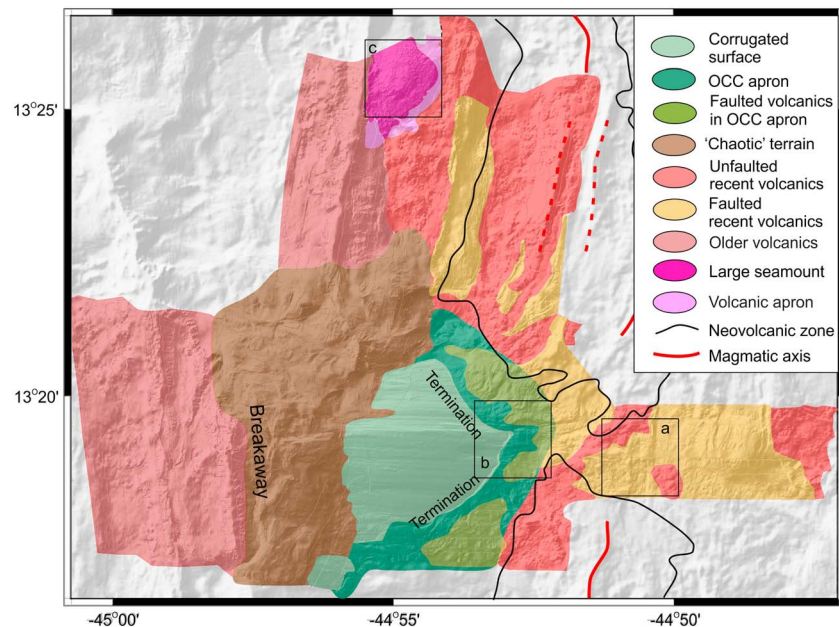 c
13°25'
13°20'
Corrugated
surface
OCC apron
Faulted volcanics
in OCC apron
'Chaotic' terrain
Unfaulted
recent volcanics
Faulted
recent volcanics
Older volcanics
Large seamount
Volcanic apron
Neovolcanic zone
Magmatic axis
Breakaway
Termination
Termination
b
a
-45°00'
-44°55'
-44°50'